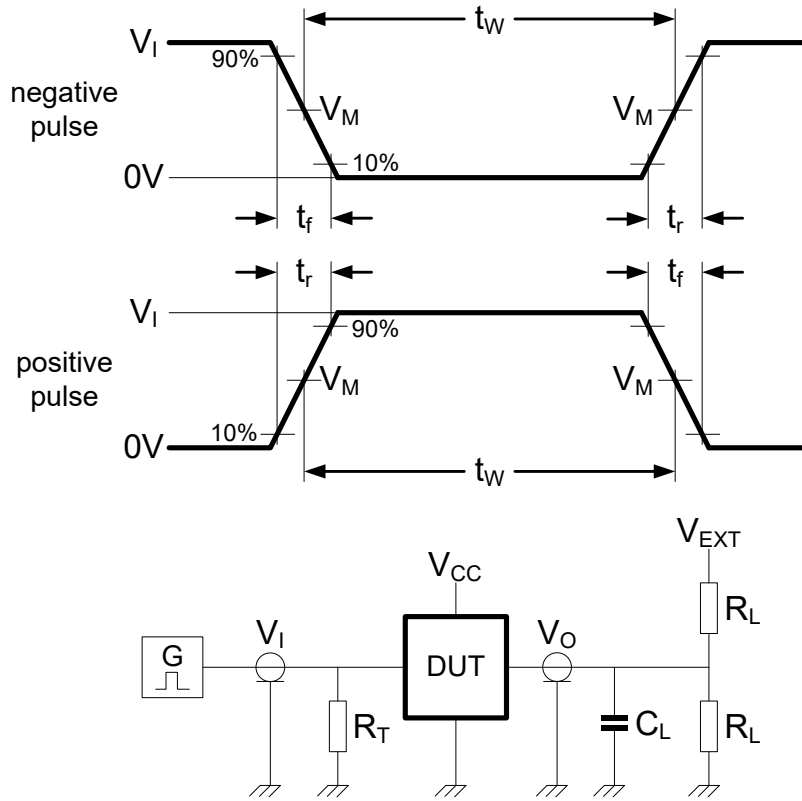 t_W
V_I
90%
negative
pulse
V_M
V_M
10%
0V
t_f
t_r
t_r
t_f
V_I
90%
positive
pulse
V_M
V_M
10%
0V
t_W
V_EXT
V_CC
R_L
V_I
V_O
G
DUT
R_T
C_L
R_L